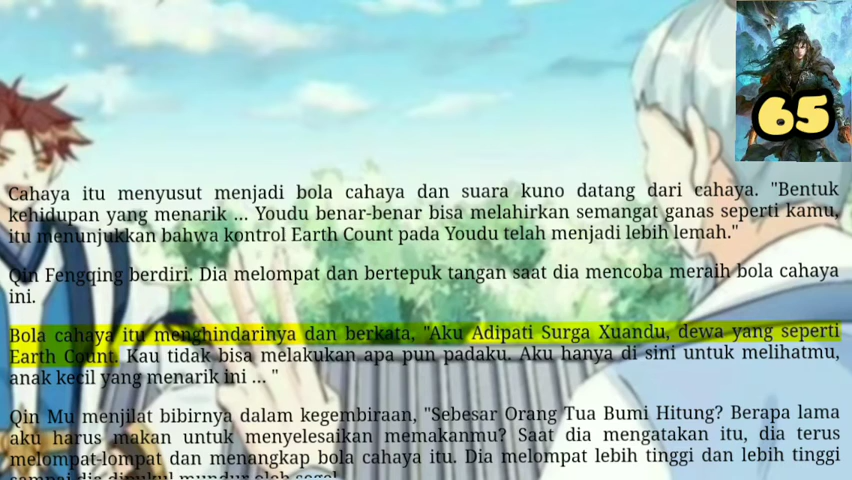 65
Cahaya itu menyusut menjadi bola cahaya dan suara kuno datang dari cahaya. "Bentuk
kehidupan yang menarik ... Youdu benar-benar bisa melahirkan semangat ganas seperti kamu,
itu menunjukkan bahwa kontrol Earth Count pada Youdu telah menjadi lebih lemah."
Qin Fengqing berdiri. Dia melompat dan bertepuk tangan saat dia mencoba meraih bola cahaya
ini.
Bola cahaya itu menghindarinya dan berkata, "Aku Adipati Surga Xuandu, dewa yang seperti
Earth Count. Kau tidak bisa melakukan apa pun padaku. Aku hanya di sini untuk melihatmu,
anak kecil yang menarik ini ... "
Qin Mu menjilat bibirnya dalam kegembiraan, "Sebesar Orang Tua Bumi Hitung? Berapa lama
aku harus makan untuk menyelesaikan memakanmu? Saat dia mengatakan itu, dia terus
melompat-lompat dan menangkap bola cahaya itu. Dia melompat lebih tinggi dan lebih tinggi
sampai dia dipukul mundur oleh segel